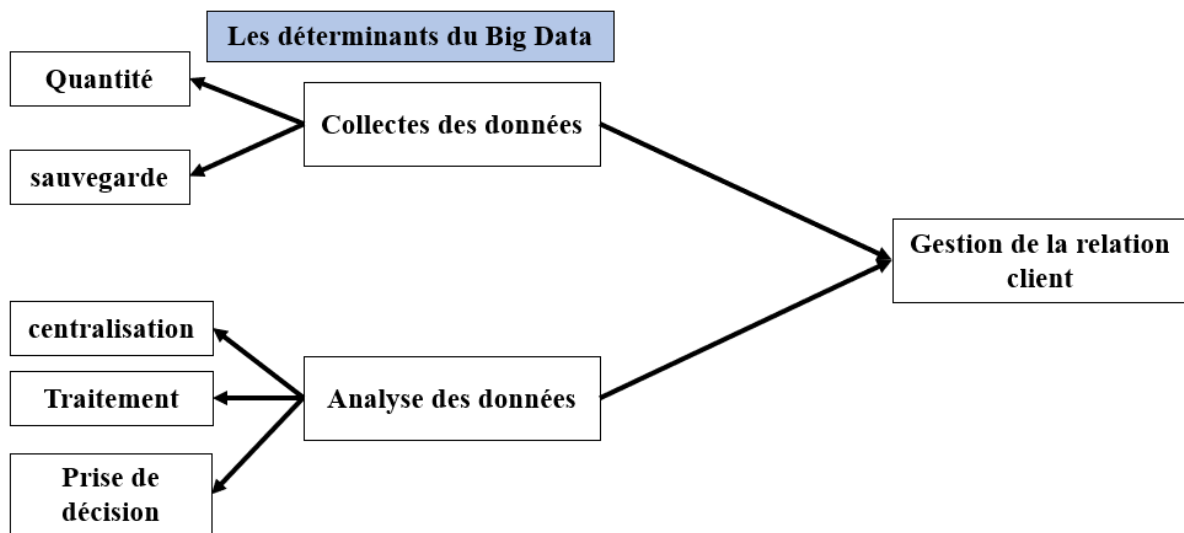 Les déterminants du Big Data
Quantité
Collectes des données
sauvegarde
Gestion de la relation
client
centralisation
Traitement
Analyse des données
Prise de
décision